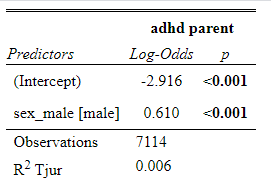 adhd parent
Predictors Log-Odds p
(Intercept) -2.916 <0.001
sex_male [male] 0.610 <0.001
Observations 7114
R² Tjur 0.006